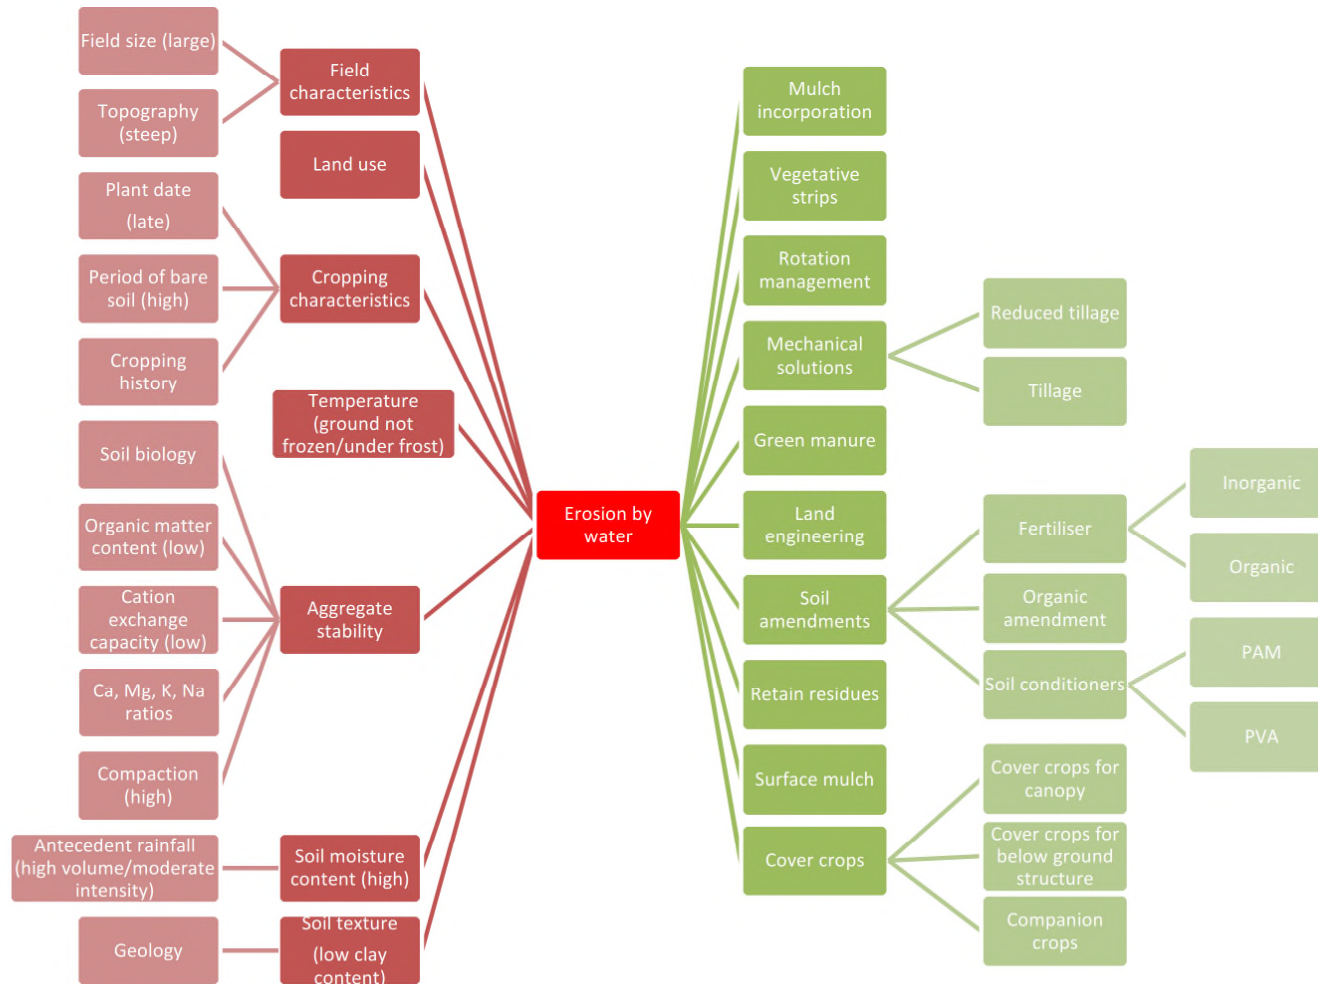 Field size (large)
Topography
(steep)
Plant date
(late)
Period of bare
soil (high)
Cropping
history
Soil biology
Organic matter
content (low)
Cation
exchange
capacity (low)
Ca, Mg, K, Na
ratios
Compaction
(high)
Antecedent rainfall
(high volume/moderate
intensity)
Geology
Field
characteristics
Land use
Cropping
characteristics
Temperature
(ground not
frozen/under frost)
Aggregate
stability
Soil moisture
content (high)
Soil texture
(low clay
content)
Erosion by
water
Mulch
incorporation
Vegetative
strips
Rotation
management
Mechanical
solutions
Green manure
Land
engineering
Soil
amendments
Retain residues
Surface mulch
Cover crops
Reduced tillage
Tillage
Fertiliser
Organic
amendment
Soil conditioners
Cover crops for
canopy
Cover crops for
below ground
structure
Companion
crops
Inorganic
Organic
PAM
PVA